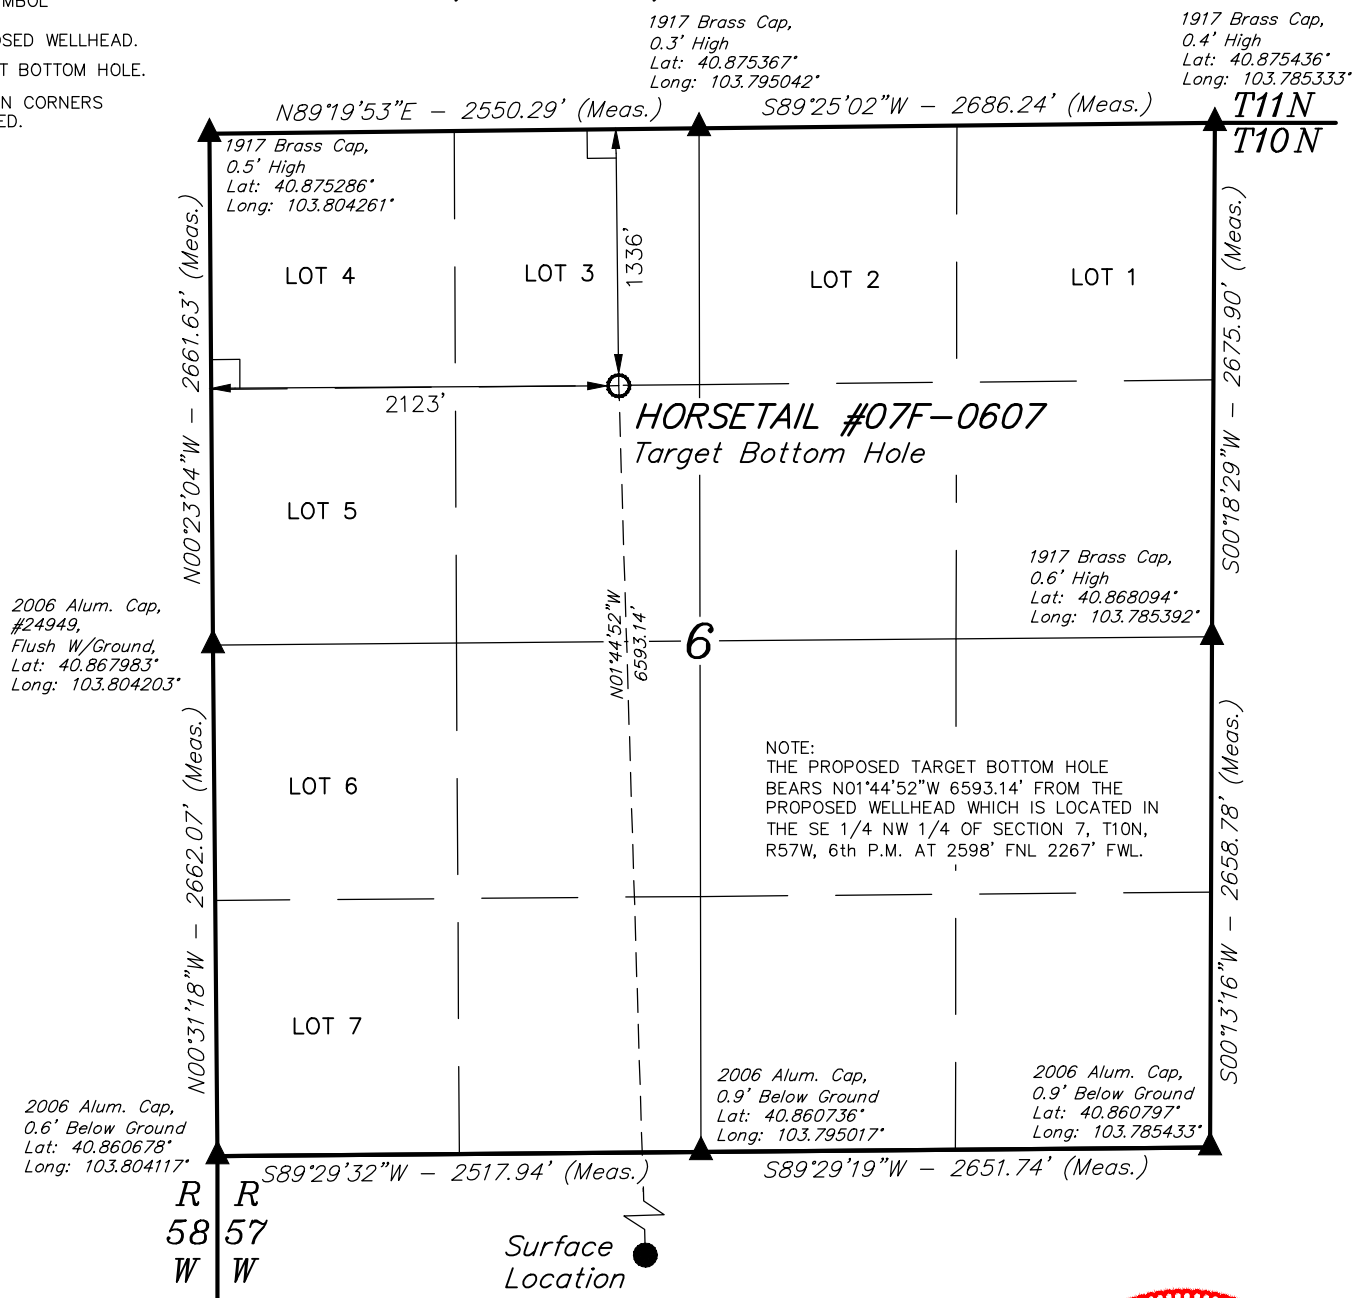 OSED WELLHEAD.
T BOTTOM HOLE.
N CORNERS
ED.
1917 Brass Cap,
0.3' High
Lat: 40.875367°
Long: 103.795042°
1917 Brass Cap,
0.4' High
Lat: 40.875436°
Long: 103.785333°
N89°19'53"E - 2550.29' (Meas.)
S89°25'02"W - 2686.24' (Meas.)
T11N
T10N
1917 Brass Cap,
0.5' High
Lat: 40.875286°
Long: 103.804261°
N00°23'04"W - 2661.63' (Meas.)
LOT 4
LOT 3
1336'
LOT 2
LOT 1
S00°18'29"W - 2675.90' (Meas.)
2123'
HORSETAIL #07F-0607
Target Bottom Hole
LOT 5
1917 Brass Cap,
0.6' High
Lat: 40.868094°
Long: 103.785392°
2006 Alum. Cap,
#24949,
Flush W/Ground,
Lat: 40.867983°
Long: 103.804203°
N01°44'52"W
6593.14'
6
N00°31'18"W - 2662.07' (Meas.)
LOT 6
NOTE:
THE PROPOSED TARGET BOTTOM HOLE
BEARS N01°44'52"W 6593.14' FROM THE
PROPOSED WELLHEAD WHICH IS LOCATED IN
THE SE 1/4 NW 1/4 OF SECTION 7, T10N,
R57W, 6th P.M. AT 2598' FNL 2267' FWL.
S00°13'16"W - 2658.78' (Meas.)
LOT 7
2006 Alum. Cap,
0.6' Below Ground
Lat: 40.860678°
Long: 103.804117°
2006 Alum. Cap,
0.9' Below Ground
Lat: 40.860736°
Long: 103.795017°
2006 Alum. Cap,
0.9' Below Ground
Lat: 40.860797°
Long: 103.785433°
S89°29'32"W - 2517.94' (Meas.)
S89°29'19"W - 2651.74' (Meas.)
R R
58 57
W W
Surface
Location